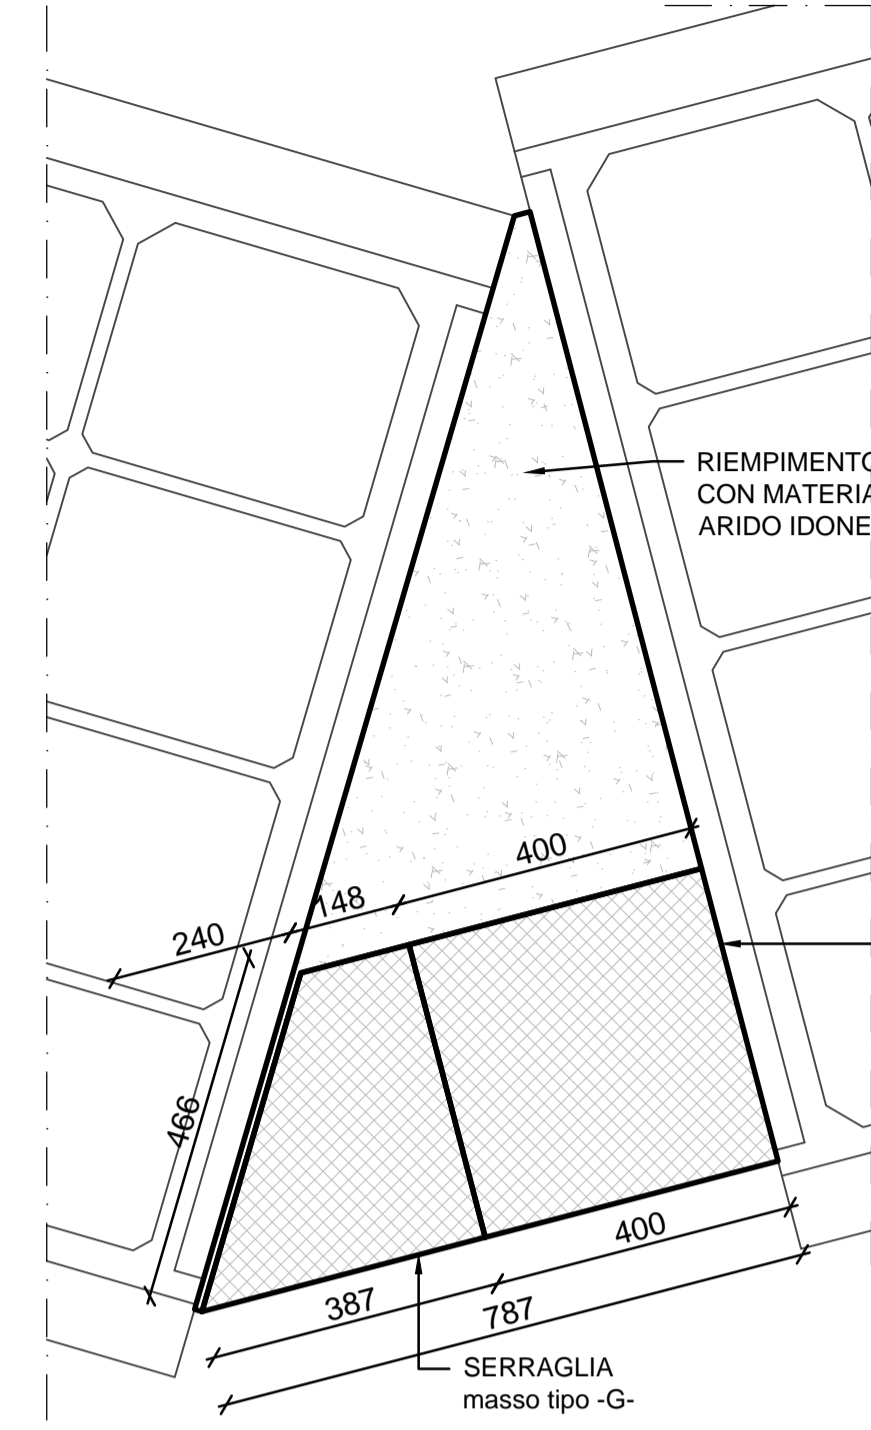 RIEMPIMENTO
CON MATERIA
ARIDO IDONE
400
148
240
466
400
387
787
SERRAGLIA
masso tipo -G-